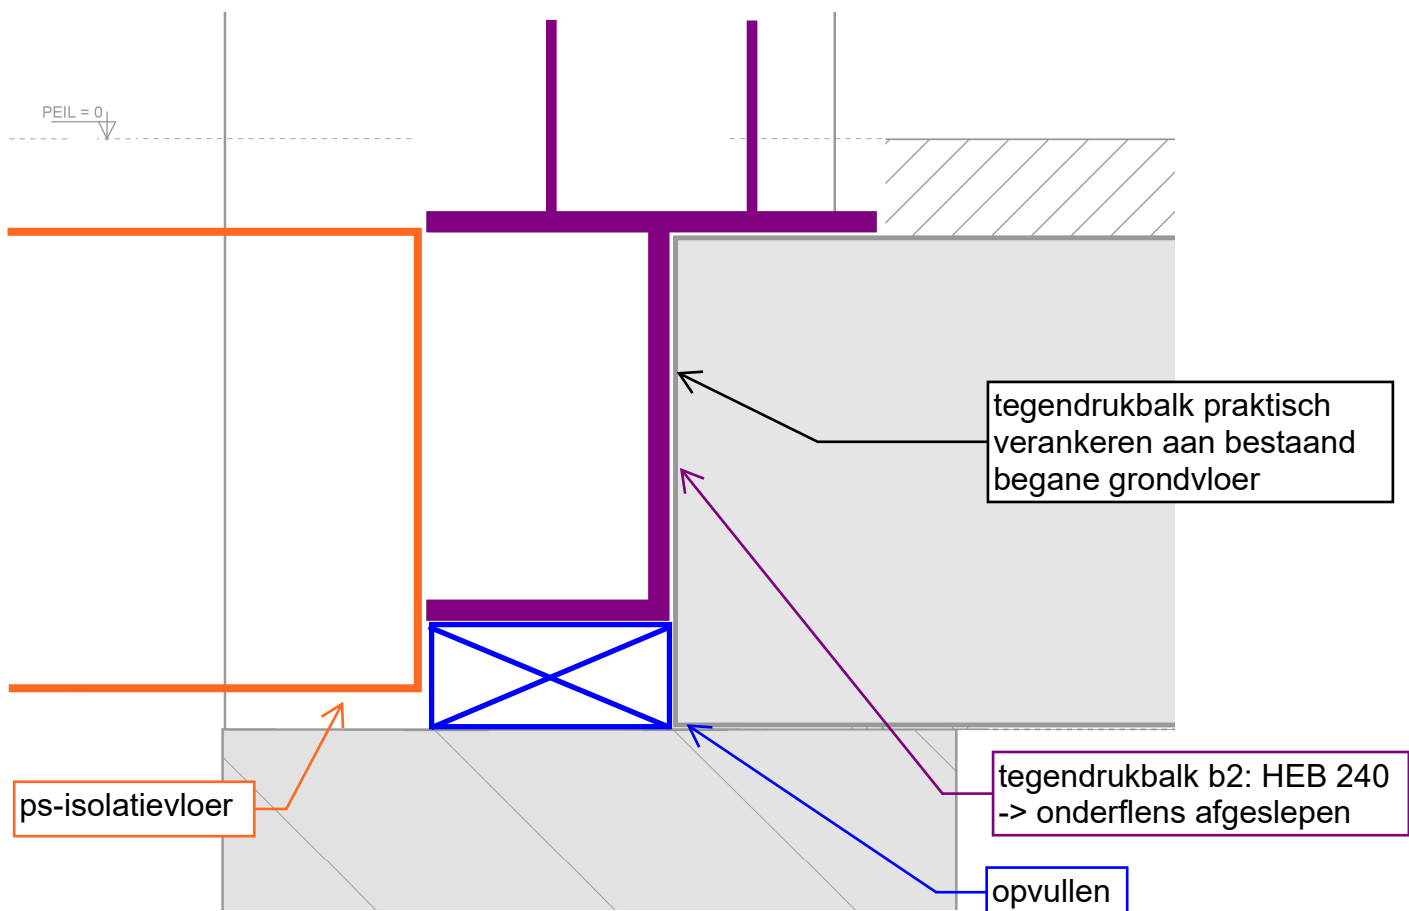 PEIL = 0
tegendrukbalk praktisch
verankeren aan bestaand
begane grondvloer
tegendrukbalk b2: HEB 240
-> onderflens afgeslepen
ps-isolatievloer
opvullen